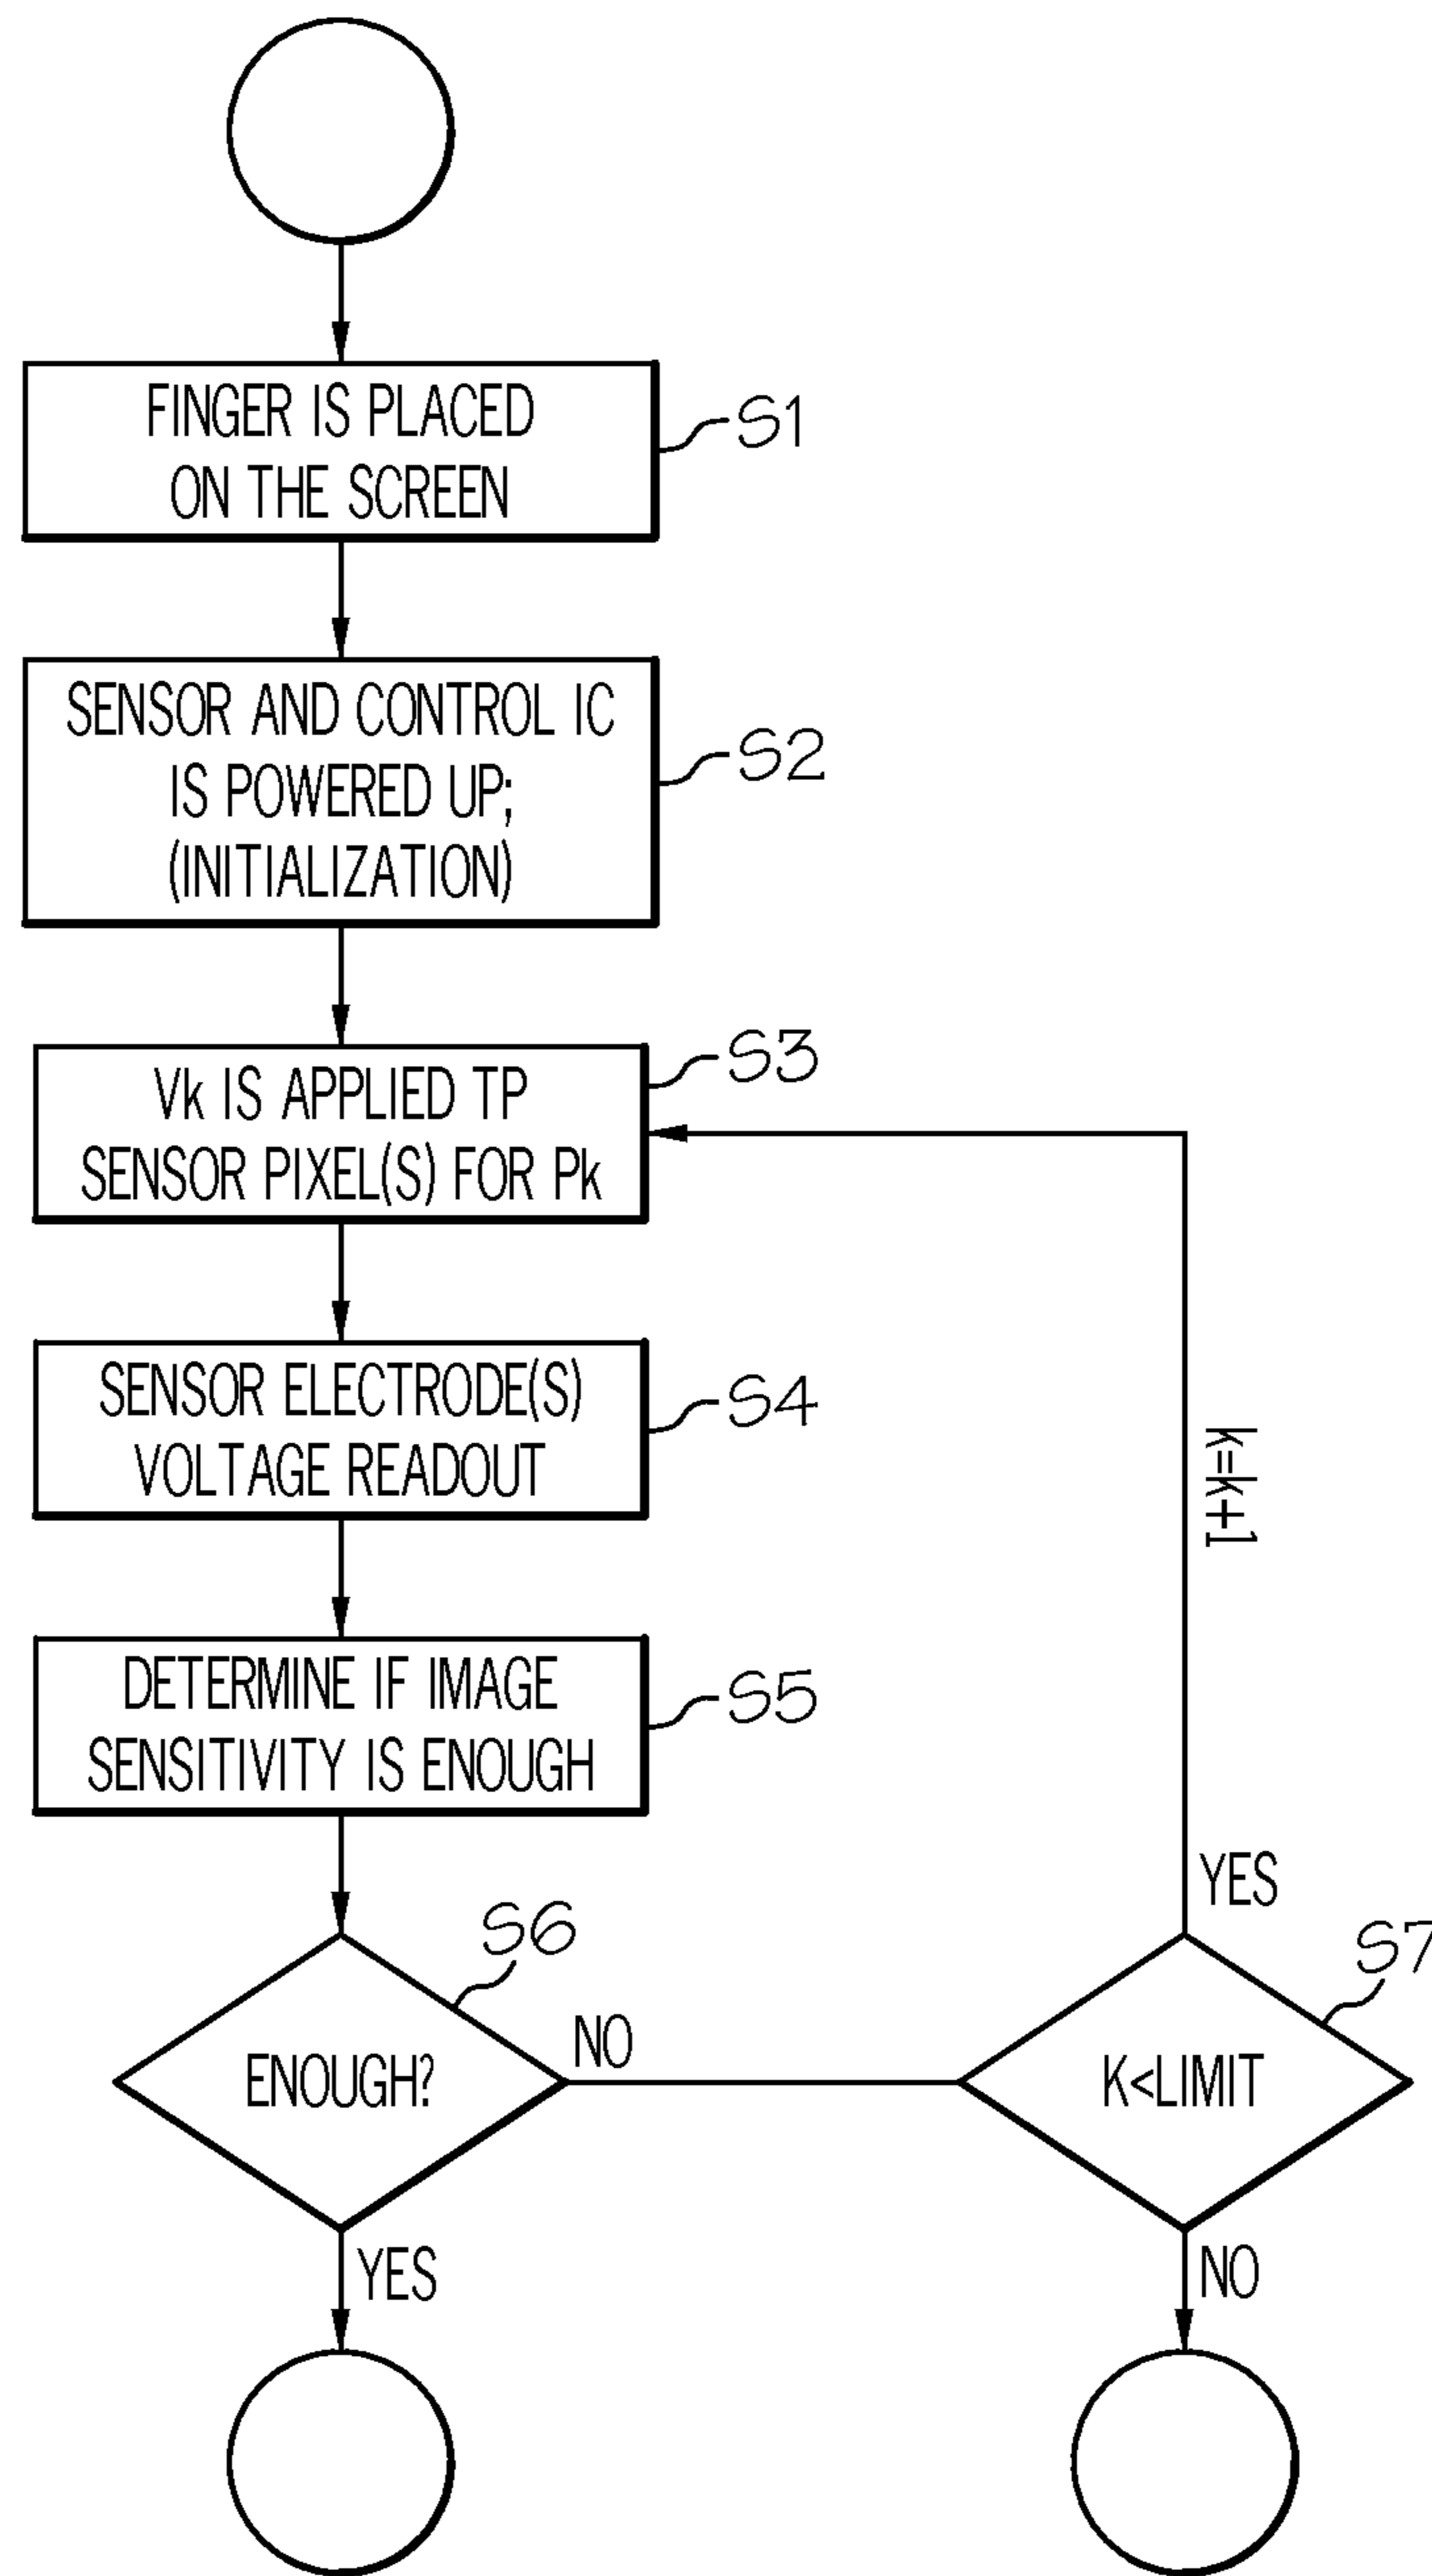 FINGER IS PLACED
ON THE SCREEN
S1
SENSOR AND CONTROL IC
IS POWERED UP;
(INITIALIZATION)
S2
Vk IS APPLIED TP
SENSOR PIXEL(S) FOR Pk
S3
SENSOR ELECTRODE(S)
VOLTAGE READOUT
S4
k=k+1
DETERMINE IF IMAGE
SENSITIVITY IS ENOUGH
S5
ENOUGH?
S6
NO
YES
K<LIMIT
S7
YES
NO